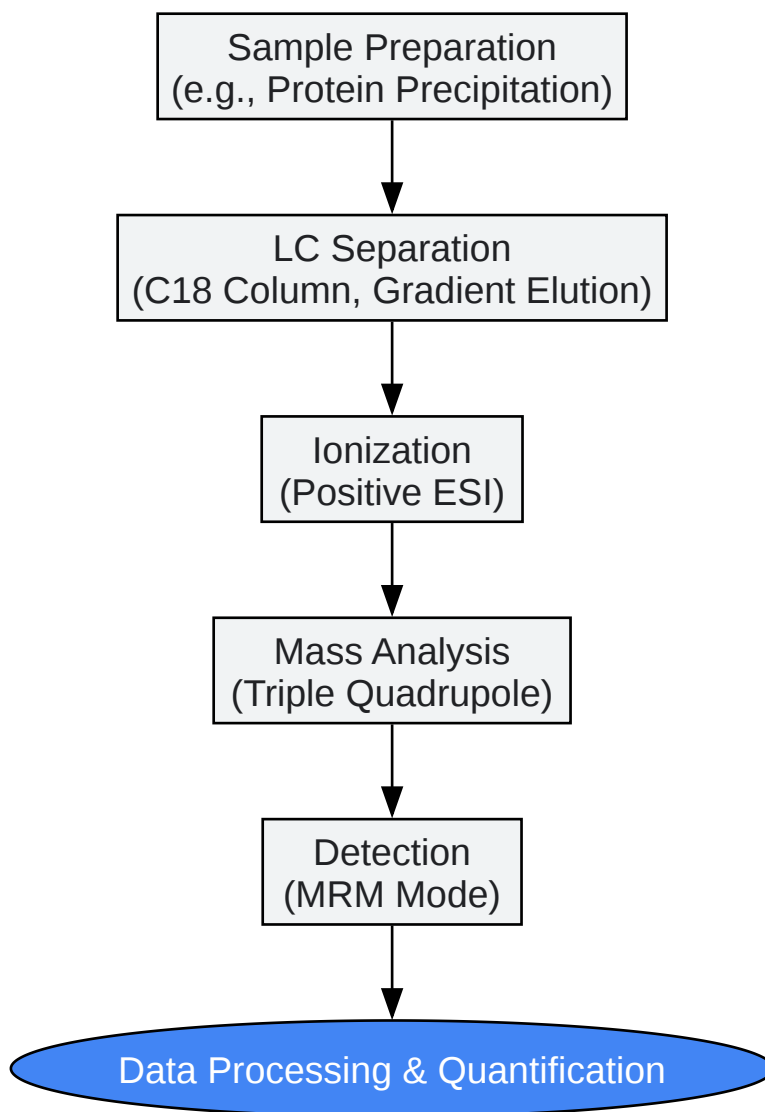 Sample Preparation
(e.g., Protein Precipitation)
LC Separation
(C18 Column, Gradient Elution)
Ionization
(Positive ESI)
Mass Analysis
(Triple Quadrupole)
Detection
(MRM Mode)
Data Processing & Quantification